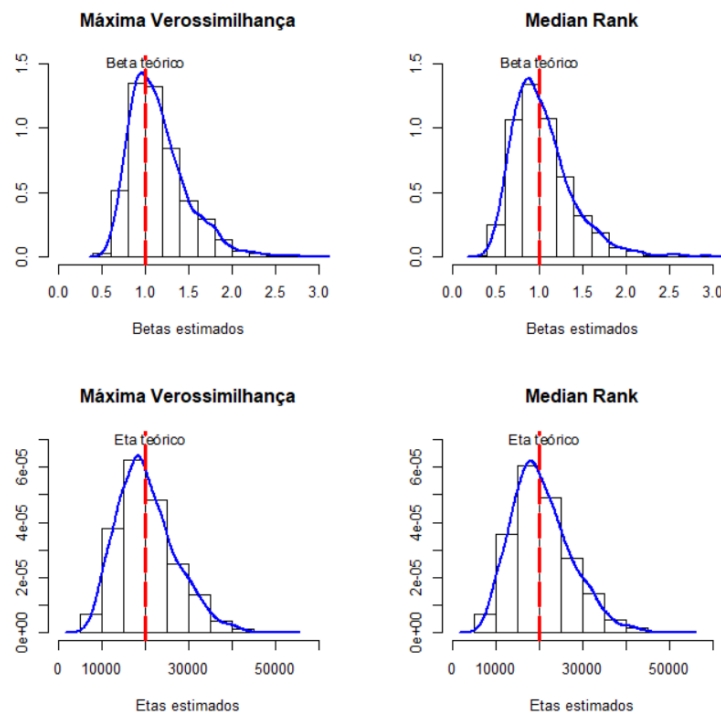 Máxima Verossimilhança
Median Rank
Beta teórico
Beta teórico
1.5
1.0
0.5
0.0
1.5
1.0
0.5
0.0
0.0 0.5 1.0 1.5 2.0 2.5 3.0
0.0 0.5 1.0 1.5 2.0 2.5 3.0
Betas estimados
Betas estimados
Máxima Verossimilhança
Median Rank
Eta teórico
Eta teórico
6e-05
4e-05
2e-05
0e+00
6e-05
4e-05
2e-05
0e+00
0 10000 30000 50000
0 10000 30000 50000
Etas estimados
Etas estimados